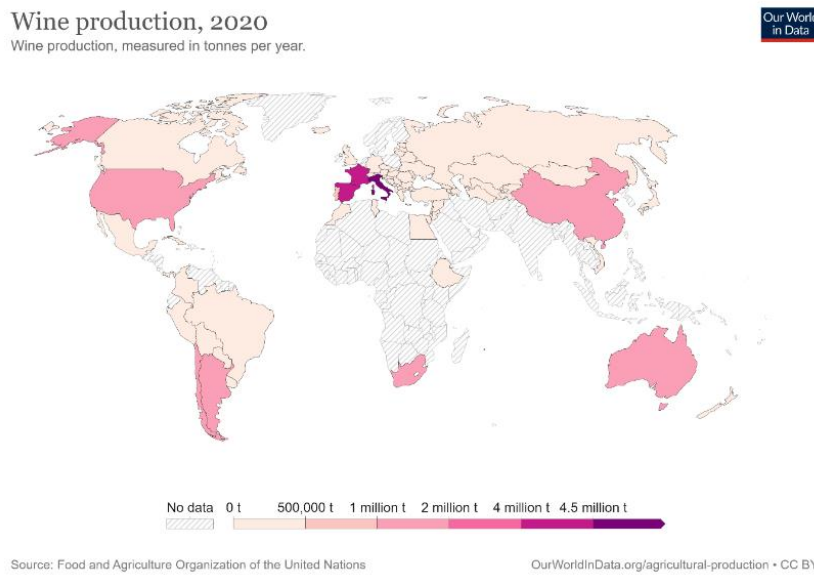 Wine production, 2020
Wine production, measured in tonnes per year.
Our World
in Data
No data
0 t
500,000 t
1 million t
2 million t
4 million t
4.5 million t
Source: Food and Agriculture Organization of the United Nations
OurWorldInData.org/agricultural-production • CC BY